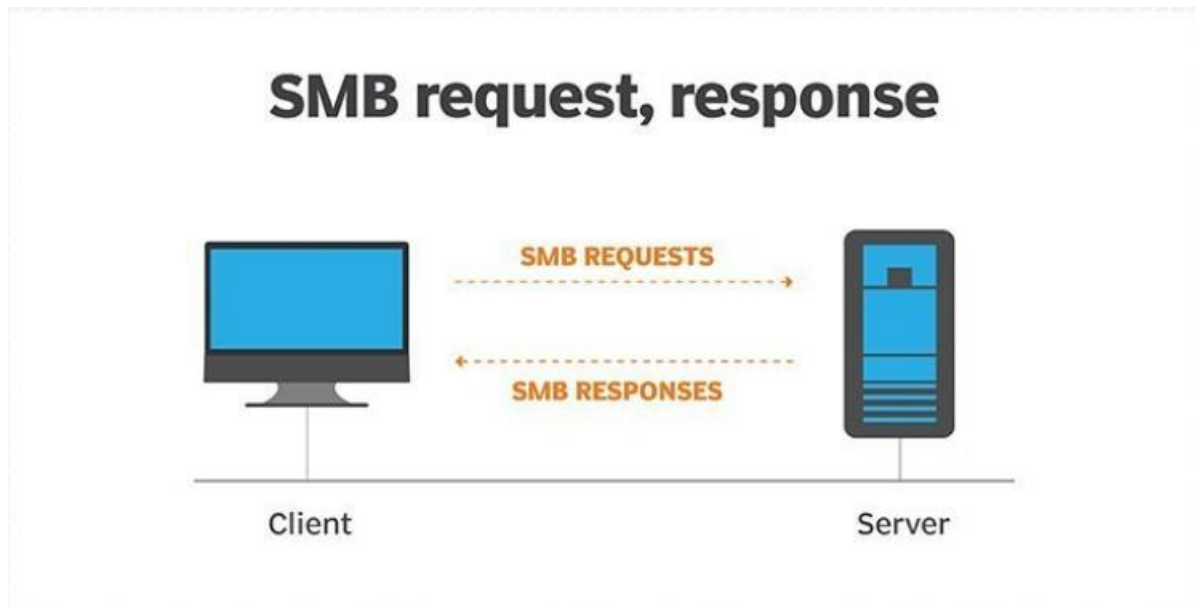 SMB request, response
SMB REQUESTS
SMB RESPONSES
Client
Server